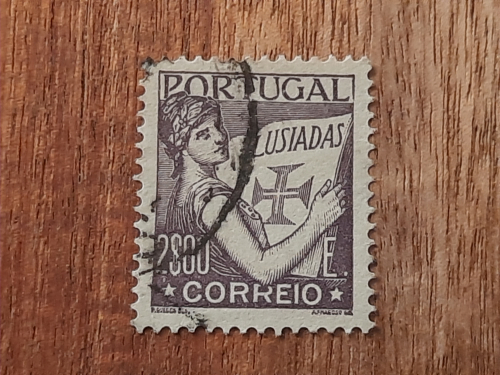 PORTUGAL
LUSIADAS
2$00 E.
CORREIO